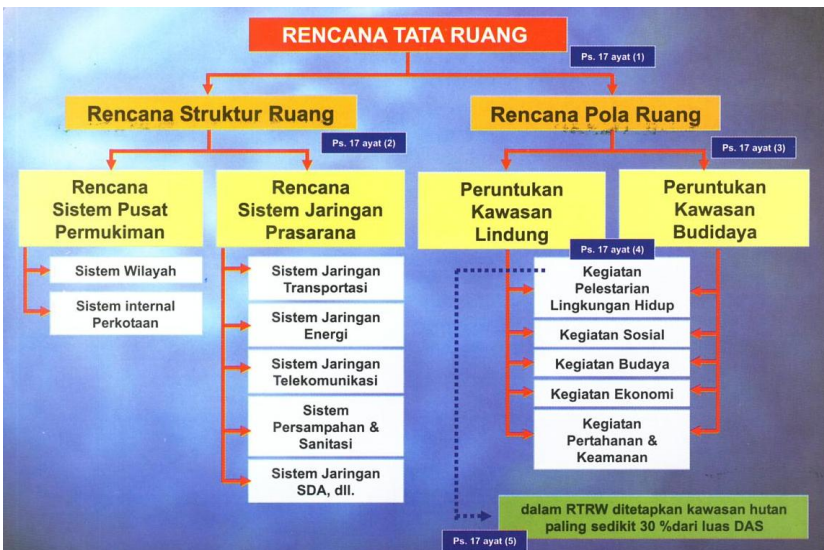 RENCANA TATA RUANG
Ps. 17 ayat (1)
Rencana Struktur Ruang
Rencana Pola Ruang
Ps. 17 ayat (2)
Ps. 17 ayat (3)
Rencana
Sistem Pusat
Permukiman
Rencana
Sistem Jaringan
Prasarana
Peruntukan
Kawasan
Lindung
Peruntukan
Kawasan
Budidaya
Ps. 17 ayat (4)
Sistem Wilayah
Sistem internal
Perkotaan
Sistem Jaringan
Transportasi
Sistem Jaringan
Energi
Sistem Jaringan
Telekomunikasi
Sistem
Persampahan &
Sanitasi
Sistem Jaringan
SDA, dll.
Kegiatan
Pelestarian
Lingkungan Hidup
Kegiatan Sosial
Kegiatan Budaya
Kegiatan Ekonomi
Kegiatan
Pertahanan &
Keamanan
dalam RTRW ditetapkan kawasan hutan
paling sedikit 30 %dari luas DAS
Ps. 17 ayat (5)